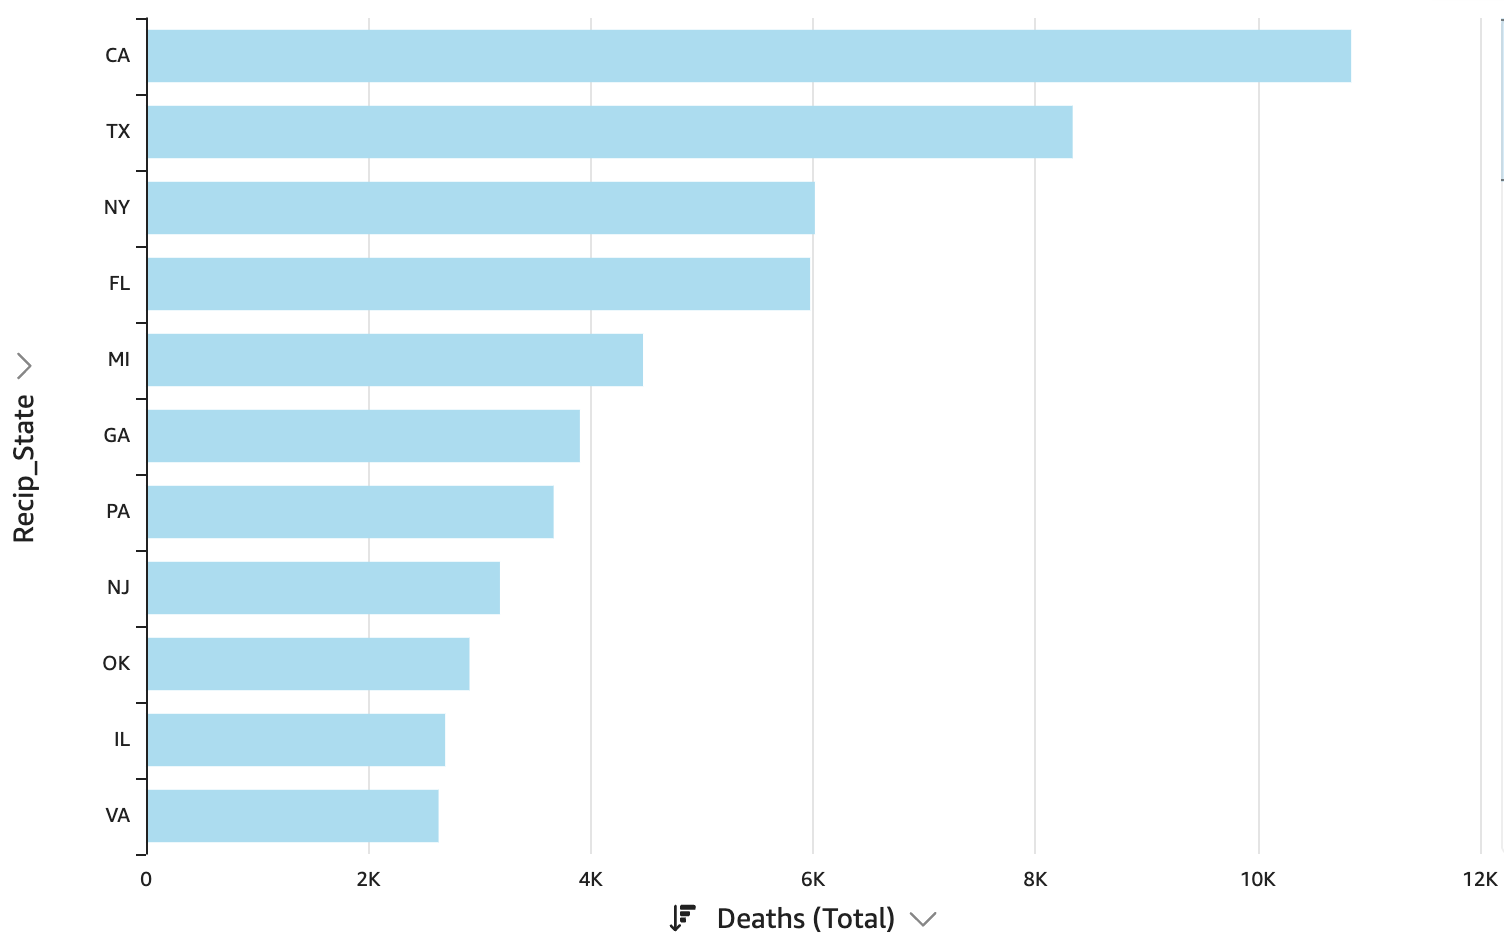 Recip_State
CA
TX
NY
FL
MI
GA
PA
NJ
OK
IL
VA
0 2K 4K 6K 8K 10K 12K
Deaths (Total)